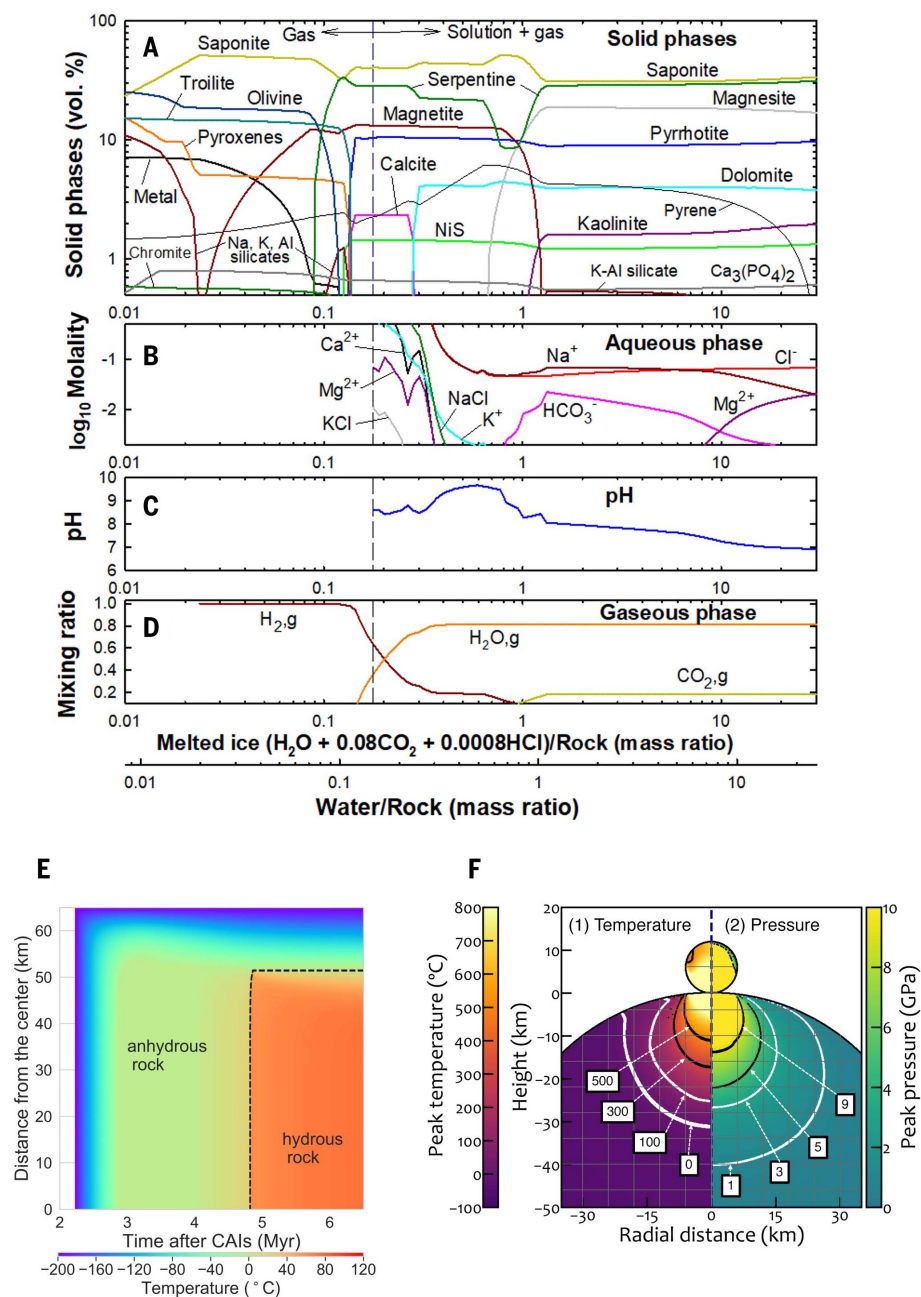 A
Gas
Solution + gas
Solid phases
Saponite
Serpentine
Saponite
Troilite
Olivine
Magnetite
Magnesite
Pyroxenes
Pyrrhotite
Metal
Calcite
Dolomite
Pyrene
Kaolinite
NiS
Chromite
Na, K, Al
silicates
K-Al silicate
Ca3(PO4)2
100
10
1
Solid phases (vol. %)
B
Aqueous phase
Ca2+
Na+
Cl-
Mg2+
NaCl
K+
HCO3-
Mg2+
KCl
-1
-2
log10 Molality
0.01
0.1
1
10
C
pH
10
9
8
7
6
pH
0.01
0.1
1
10
D
Gaseous phase
H2,g
H2O,g
CO2,g
1.0
0.8
0.6
0.4
0.2
Mixing ratio
0.01
0.1
1
10
Melted ice (H2O + 0.08CO2 + 0.0008HCl)/Rock (mass ratio)
0.01
0.1
1
10
Water/Rock (mass ratio)
E
60
50
40
30
20
10
0
Distance from the center (km)
anhydrous
rock
hydrous
rock
2
3
4
5
6
Time after CAIs (Myr)
−200
−160
−120
−80
−40
0
40
80
120
Temperature (°C)
F
800
700
600
500
400
300
200
100
0
−100
Peak temperature (°C)
20
10
0
−10
−20
−30
−40
−50
Height (km)
(1) Temperature
(2) Pressure
500
300
100
0
9
5
3
1
−30
−15
0
15
30
Radial distance (km)
10
8
6
4
2
0
Peak pressure (GPa)